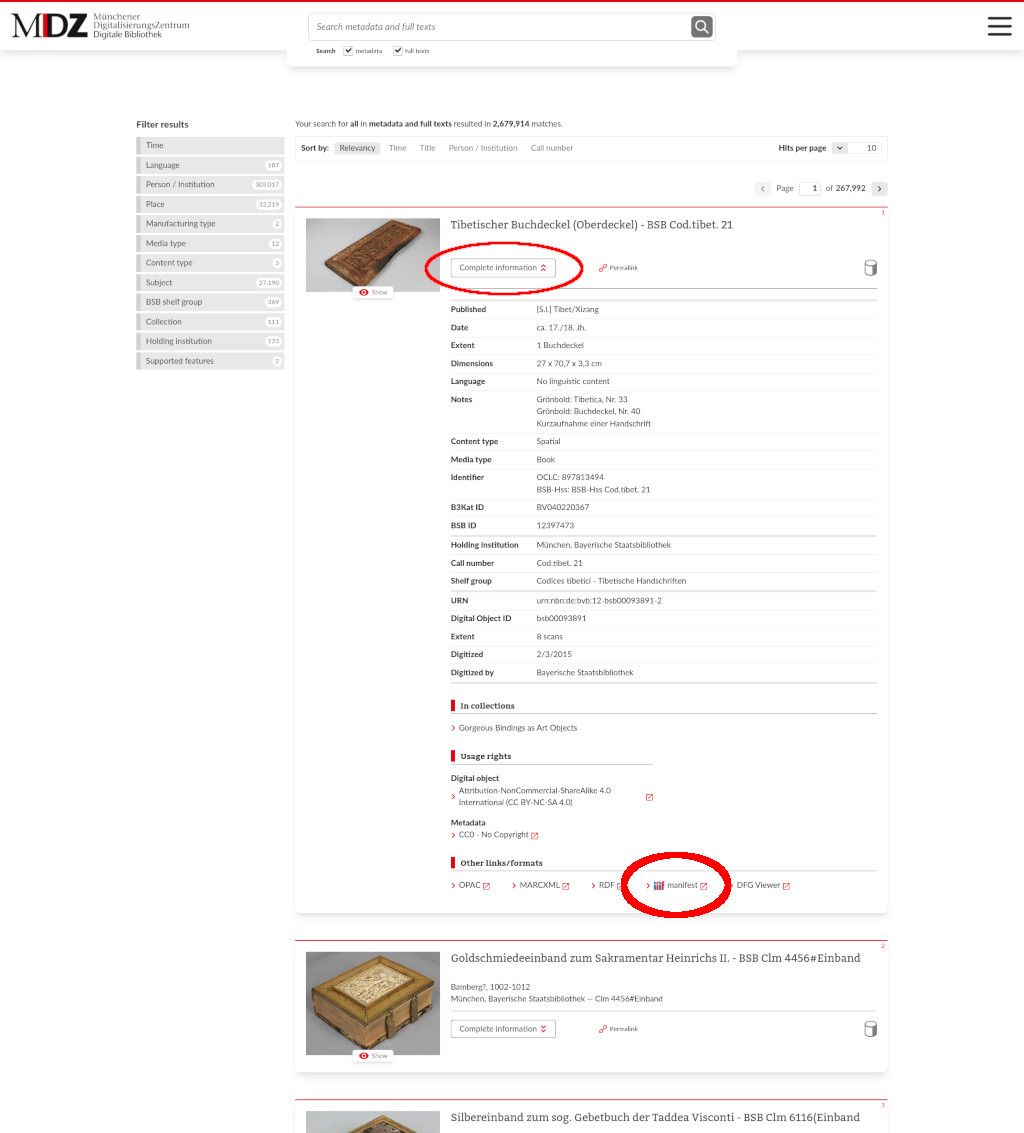 MDZ
Münchener
DigitalisierungsZentrum
Digitale Bibliothek
Search metadata and full texts
Search metadata full texts
Filter results
Time
Language 187
Person / Institution 303,017
Place 32,219
Manufacturing type 2
Media type 12
Content type 5
Subject 27,190
BSB shelf group 369
Collection 111
Holding institution 123
Supported features 2
Your search for all in metadata and full texts resulted in 2,679,914 matches.
Sort by: Relevancy Time Title Person / Institution Call number Hits per page 10
Page 1 of 267,992
1
Tibetischer Buchdeckel (Oberdeckel) - BSB Cod.tibet. 21
Complete information Permalink
Show
Published [S.l.] Tibet/Xizang
Date ca. 17./18. Jh.
Extent 1 Buchdeckel
Dimensions 27 x 70,7 x 3,3 cm
Language No linguistic content
Notes Grönbold: Tibetica, Nr. 33
Grönbold: Buchdeckel, Nr. 40
Kurzaufnahme einer Handschrift
Content type Spatial
Media type Book
Identifier OCLC: 897813494
BSB-Hss: BSB-Hss Cod.tibet. 21
B3Kat ID BV040220367
BSB ID 12397473
Holding institution München, Bayerische Staatsbibliothek
Call number Cod.tibet. 21
Shelf group Codices tibetici - Tibetische Handschriften
URN urn:nbn:de:bvb:12-bsb00093891-2
Digital Object ID bsb00093891
Extent 8 scans
Digitized 2/3/2015
Digitized by Bayerische Staatsbibliothek
In collections
Gorgeous Bindings as Art Objects
Usage rights
Digital object
Attribution-NonCommercial-ShareAlike 4.0
International (CC BY-NC-SA 4.0)
Metadata
CC0 - No Copyright
Other links/formats
OPAC MARCXML RDF iiif manifest DFG Viewer
2
Goldschmiedeeinband zum Sakramentar Heinrichs II. - BSB Clm 4456#Einband
Bamberg?, 1002-1012
München, Bayerische Staatsbibliothek -- Clm 4456#Einband
Complete information Permalink
Show
3
Silbereinband zum sog. Gebetbuch der Taddea Visconti - BSB Clm 6116(Einband